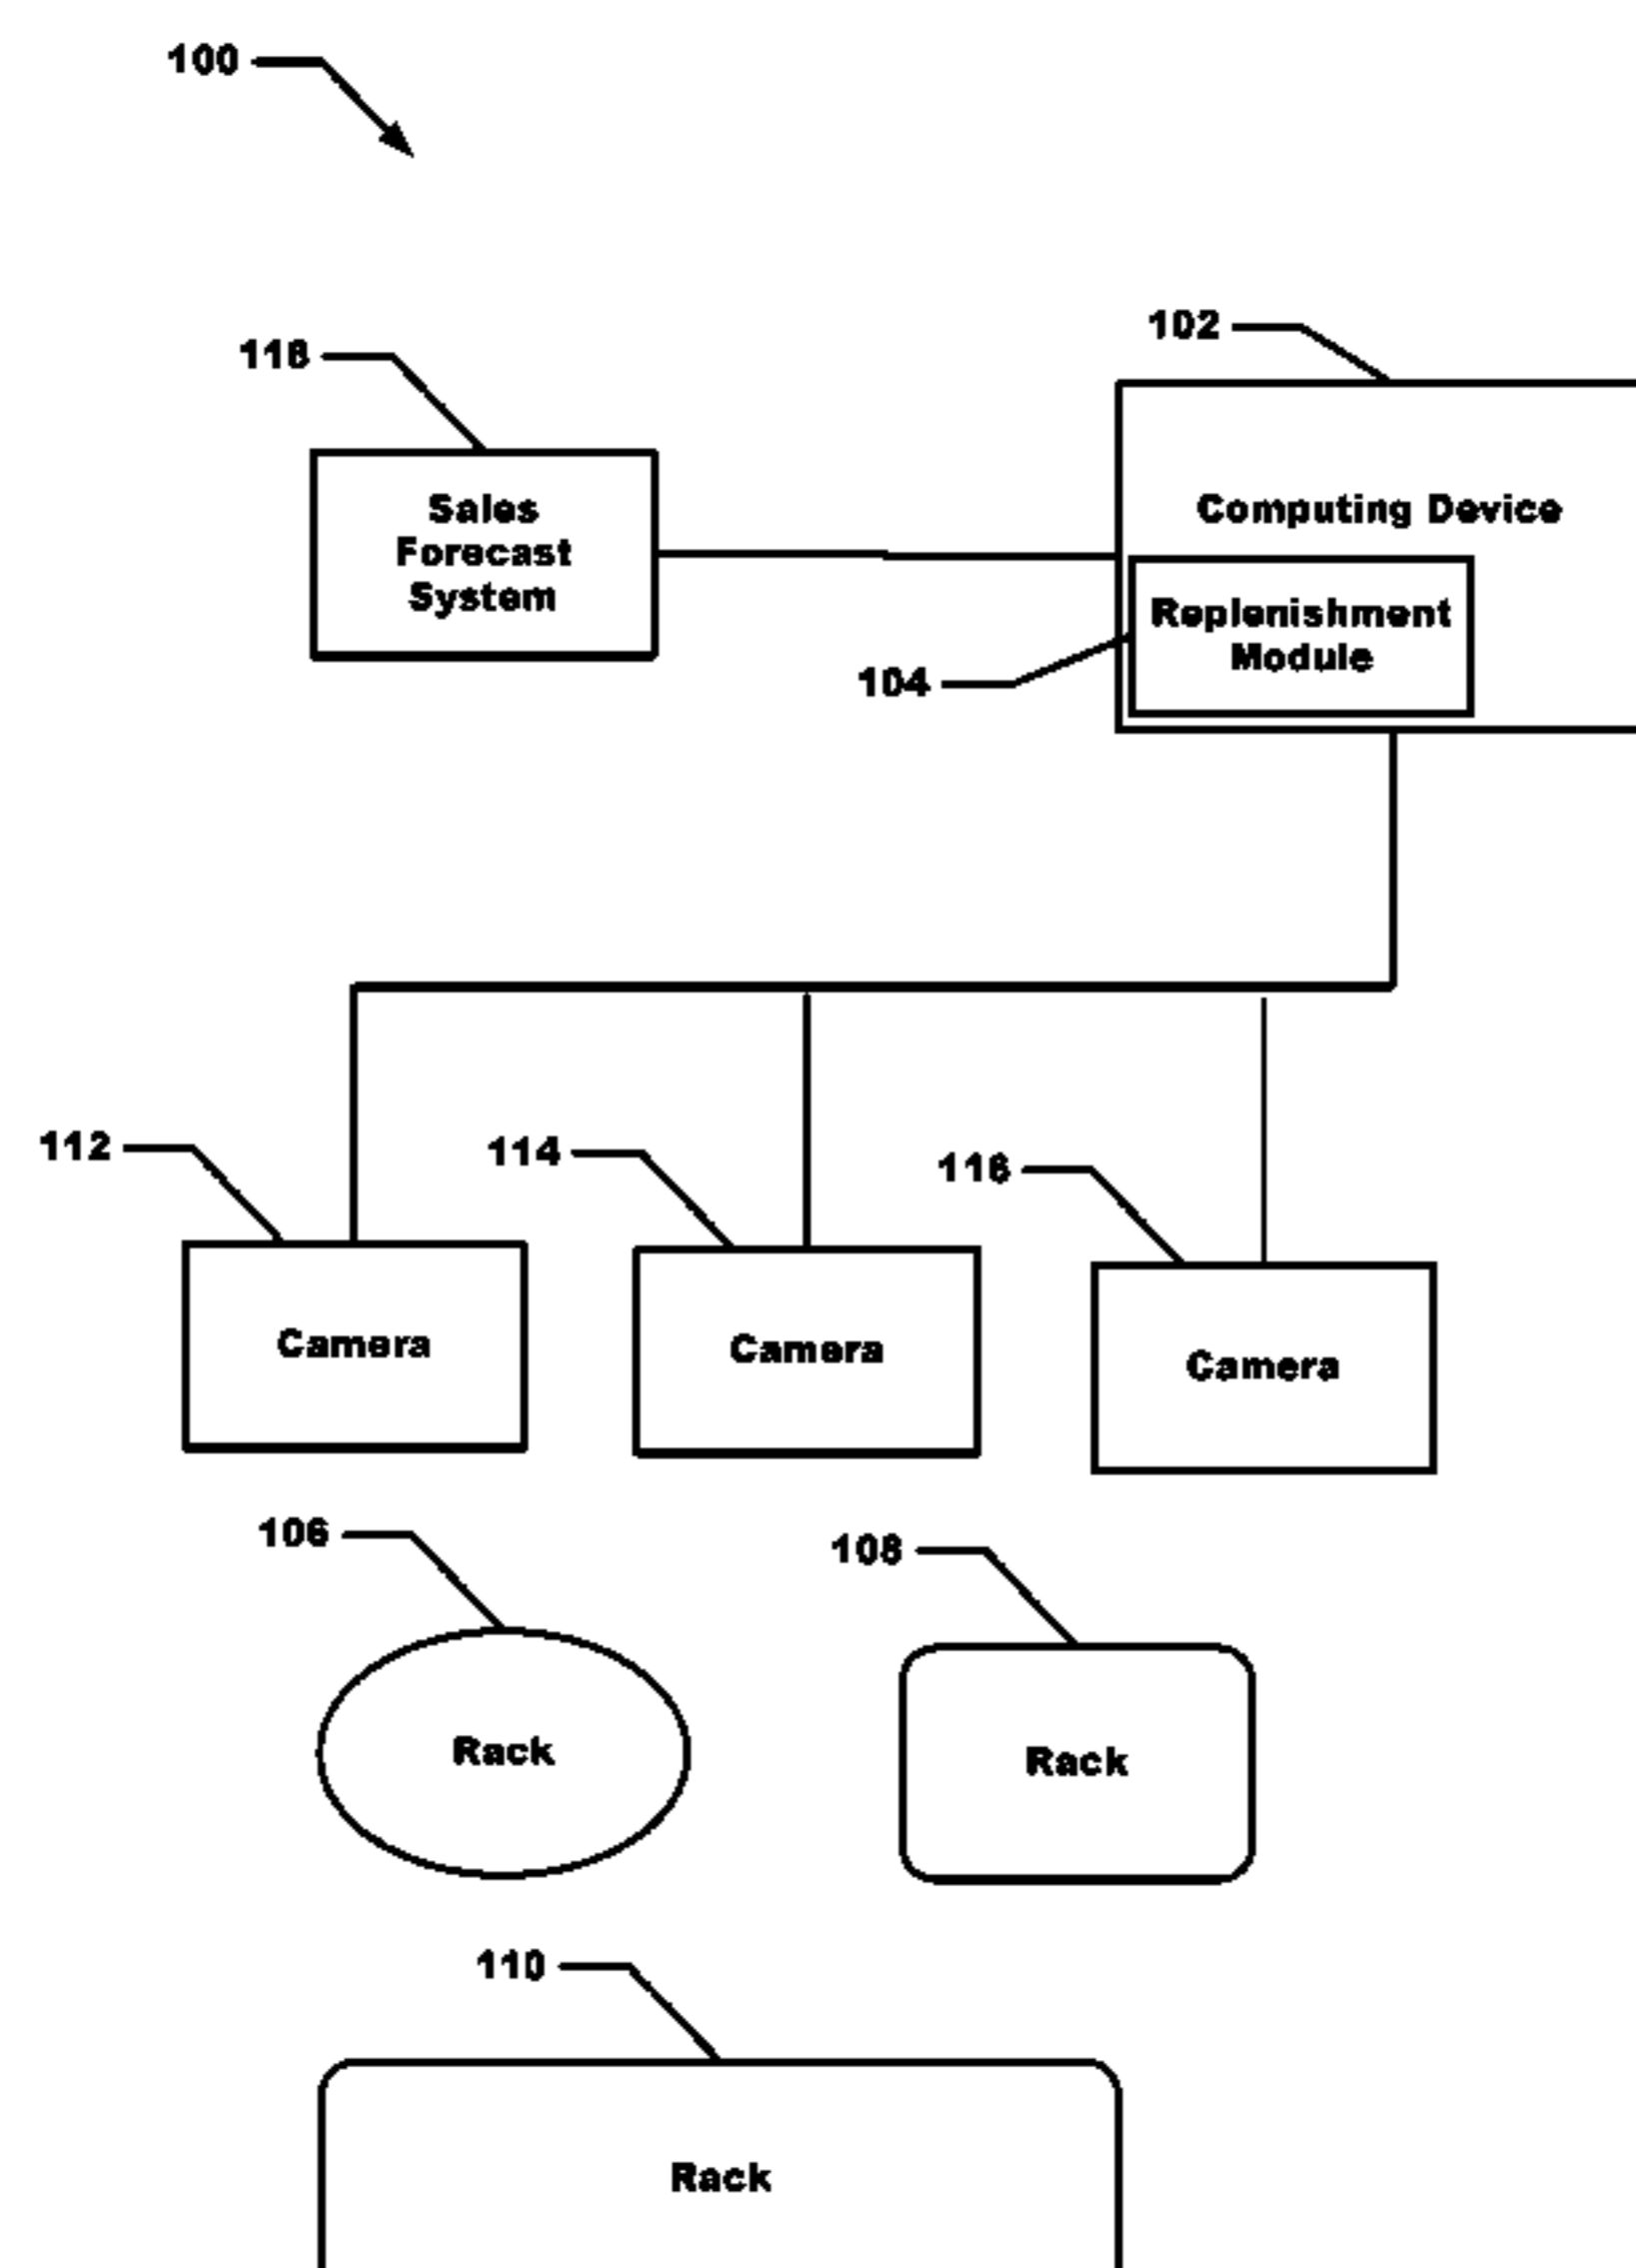 100
102
118
Sales
Forecast
System
Computing Device
Replenishment
Module
104
112
114
116
Camera
Camera
Camera
106
108
Rack
Rack
110
Rack